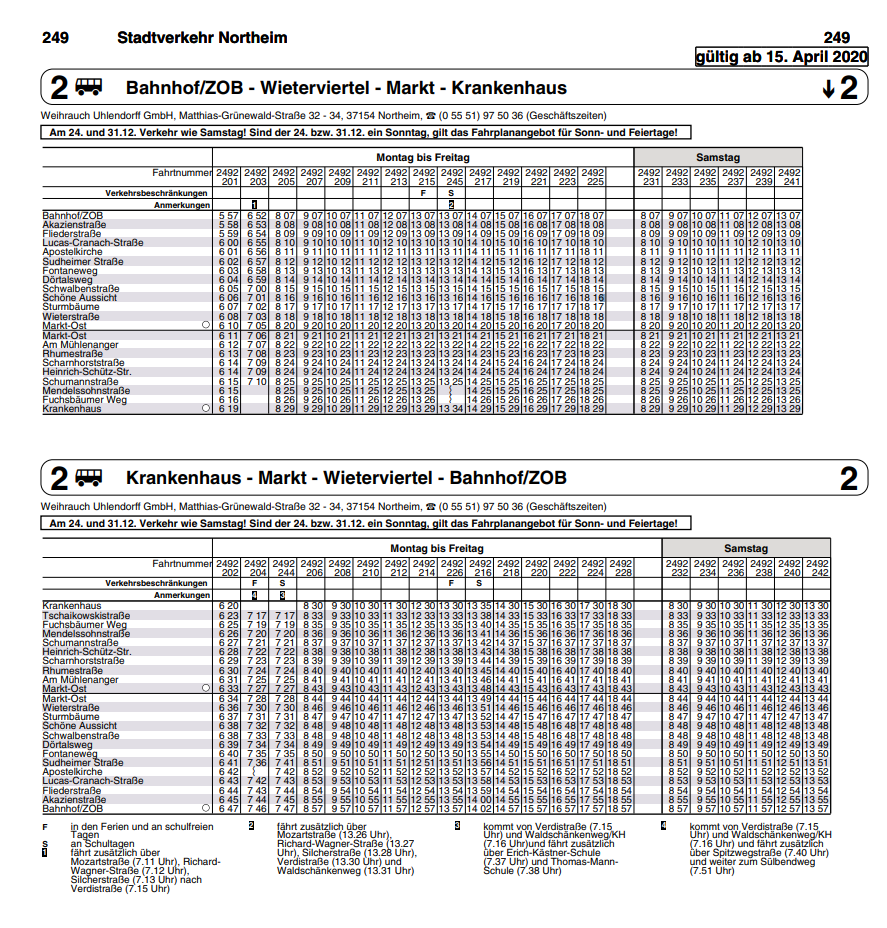 249 Stadtverkehr Northeim 249
gültig ab 15. April 2020
2 Bahnhof/ZOB - Wieterviertel - Markt - Krankenhaus 2
Weihrauch Uhlendorff GmbH, Matthias-Grünewald-Straße 32 - 34, 37154 Northeim, ☎ (0 55 51) 97 50 36 (Geschäftszeiten)
Am 24. und 31.12. Verkehr wie Samstag! Sind der 24. bzw. 31.12. ein Sonntag, gilt das Fahrplanangebot für Sonn- und Feiertage!
Montag bis Freitag Samstag
Fahrtnummer 2492 2492 2492 2492 2492 2492 2492 2492 2492 2492 2492 2492 2492 2492 2492 2492 2492 2492 2492 2492
201 203 205 207 209 211 213 215 245 217 219 221 223 225 231 233 235 237 239 241
Verkehrsbeschränkungen F S
Anmerkungen 1 2
Bahnhof/ZOB 5 57 6 52 8 07 9 07 10 07 11 07 12 07 13 07 13 07 14 07 15 07 16 07 17 07 18 07 8 07 9 07 10 07 11 07 12 07 13 07
Akazienstraße 5 58 6 53 8 08 9 08 10 08 11 08 12 08 13 08 13 08 14 08 15 08 16 08 17 08 18 08 8 08 9 08 10 08 11 08 12 08 13 08
Fliederstraße 5 59 6 54 8 09 9 09 10 09 11 09 12 09 13 09 13 09 14 09 15 09 16 09 17 09 18 09 8 09 9 09 10 09 11 09 12 09 13 09
Lucas-Cranach-Straße 6 00 6 55 8 10 9 10 10 10 11 10 12 10 13 10 13 10 14 10 15 10 16 10 17 10 18 10 8 10 9 10 10 10 11 10 12 10 13 10
Apostelkirche 6 01 6 56 8 11 9 11 10 11 11 11 12 11 13 11 13 11 14 11 15 11 16 11 17 11 18 11 8 11 9 11 10 11 11 11 12 11 13 11
Sudheimer Straße 6 02 6 57 8 12 9 12 10 12 11 12 12 12 13 12 13 12 14 12 15 12 16 12 17 12 18 12 8 12 9 12 10 12 11 12 12 12 13 12
Fontaneweg 6 03 6 58 8 13 9 13 10 13 11 13 12 13 13 13 13 13 14 13 15 13 16 13 17 13 18 13 8 13 9 13 10 13 11 13 12 13 13 13
Dörtalsweg 6 04 6 59 8 14 9 14 10 14 11 14 12 14 13 14 13 14 14 14 15 14 16 14 17 14 18 14 8 14 9 14 10 14 11 14 12 14 13 14
Schwalbenstraße 6 05 7 00 8 15 9 15 10 15 11 15 12 15 13 15 13 15 14 15 15 15 16 15 17 15 18 15 8 15 9 15 10 15 11 15 12 15 13 15
Schöne Aussicht 6 06 7 01 8 16 9 16 10 16 11 16 12 16 13 16 13 16 14 16 15 16 16 16 17 16 18 16 8 16 9 16 10 16 11 16 12 16 13 16
Sturmbäume 6 07 7 02 8 17 9 17 10 17 11 17 12 17 13 17 13 17 14 17 15 17 16 17 17 17 18 17 8 17 9 17 10 17 11 17 12 17 13 17
Wieterstraße 6 08 7 03 8 18 9 18 10 18 11 18 12 18 13 18 13 18 14 18 15 18 16 18 17 18 18 18 8 18 9 18 10 18 11 18 12 18 13 18
Markt-Ost 6 10 7 05 8 20 9 20 10 20 11 20 12 20 13 20 13 20 14 20 15 20 16 20 17 20 18 20 8 20 9 20 10 20 11 20 12 20 13 20
Markt-Ost 6 11 7 06 8 21 9 21 10 21 11 21 12 21 13 21 13 21 14 21 15 21 16 21 17 21 18 21 8 21 9 21 10 21 11 21 12 21 13 21
Am Mühlenanger 6 12 7 07 8 22 9 22 10 22 11 22 12 22 13 22 13 22 14 22 15 22 16 22 17 22 18 22 8 22 9 22 10 22 11 22 12 22 13 22
Rhumestraße 6 13 7 08 8 23 9 23 10 23 11 23 12 23 13 23 13 23 14 23 15 23 16 23 17 23 18 23 8 23 9 23 10 23 11 23 12 23 13 23
Scharnhorststraße 6 14 7 09 8 24 9 24 10 24 11 24 12 24 13 24 13 24 14 24 15 24 16 24 17 24 18 24 8 24 9 24 10 24 11 24 12 24 13 24
Heinrich-Schütz-Str. 6 14 7 09 8 24 9 24 10 24 11 24 12 24 13 24 13 24 14 24 15 24 16 24 17 24 18 24 8 24 9 24 10 24 11 24 12 24 13 24
Schumannstraße 6 15 7 10 8 25 9 25 10 25 11 25 12 25 13 25 13 25 14 25 15 25 16 25 17 25 18 25 8 25 9 25 10 25 11 25 12 25 13 25
Mendelssohnstraße 6 15 8 25 9 25 10 25 11 25 12 25 13 25 14 25 15 25 16 25 17 25 18 25 8 25 9 25 10 25 11 25 12 25 13 25
Fuchsbäumer Weg 6 16 8 26 9 26 10 26 11 26 12 26 13 26 14 26 15 26 16 26 17 26 18 26 8 26 9 26 10 26 11 26 12 26 13 26
Krankenhaus 6 19 8 29 9 29 10 29 11 29 12 29 13 29 13 34 14 29 15 29 16 29 17 29 18 29 8 29 9 29 10 29 11 29 12 29 13 29
2 Krankenhaus - Markt - Wieterviertel - Bahnhof/ZOB 2
Weihrauch Uhlendorff GmbH, Matthias-Grünewald-Straße 32 - 34, 37154 Northeim, ☎ (0 55 51) 97 50 36 (Geschäftszeiten)
Am 24. und 31.12. Verkehr wie Samstag! Sind der 24. bzw. 31.12. ein Sonntag, gilt das Fahrplanangebot für Sonn- und Feiertage!
Montag bis Freitag Samstag
Fahrtnummer 2492 2492 2492 2492 2492 2492 2492 2492 2492 2492 2492 2492 2492 2492 2492 2492 2492 2492 2492 2492 2492
202 204 244 206 208 210 212 214 226 216 218 220 222 224 228 232 234 236 238 240 242
Verkehrsbeschränkungen F S F S
Anmerkungen 4 3
Krankenhaus 6 20 8 30 9 30 10 30 11 30 12 30 13 30 13 35 14 30 15 30 16 30 17 30 18 30 8 30 9 30 10 30 11 30 12 30 13 30
Tschaikowskistraße 6 23 7 17 7 17 8 33 9 33 10 33 11 33 12 33 13 33 13 38 14 33 15 33 16 33 17 33 18 33 8 33 9 33 10 33 11 33 12 33 13 33
Fuchsbäumer Weg 6 25 7 19 7 19 8 35 9 35 10 35 11 35 12 35 13 35 13 40 14 35 15 35 16 35 17 35 18 35 8 35 9 35 10 35 11 35 12 35 13 35
Mendelssohnstraße 6 26 7 20 7 20 8 36 9 36 10 36 11 36 12 36 13 36 13 41 14 36 15 36 16 36 17 36 18 36 8 36 9 36 10 36 11 36 12 36 13 36
Schumannstraße 6 27 7 21 7 21 8 37 9 37 10 37 11 37 12 37 13 37 13 42 14 37 15 37 16 37 17 37 18 37 8 37 9 37 10 37 11 37 12 37 13 37
Heinrich-Schütz-Str. 6 28 7 22 7 22 8 38 9 38 10 38 11 38 12 38 13 38 13 43 14 38 15 38 16 38 17 38 18 38 8 38 9 38 10 38 11 38 12 38 13 38
Scharnhorststraße 6 29 7 23 7 23 8 39 9 39 10 39 11 39 12 39 13 39 13 44 14 39 15 39 16 39 17 39 18 39 8 39 9 39 10 39 11 39 12 39 13 39
Rhumestraße 6 30 7 24 7 24 8 40 9 40 10 40 11 40 12 40 13 40 13 45 14 40 15 40 16 40 17 40 18 40 8 40 9 40 10 40 11 40 12 40 13 40
Am Mühlenanger 6 31 7 25 7 25 8 41 9 41 10 41 11 41 12 41 13 41 13 46 14 41 15 41 16 41 17 41 18 41 8 41 9 41 10 41 11 41 12 41 13 41
Markt-Ost 6 33 7 27 7 27 8 43 9 43 10 43 11 43 12 43 13 43 13 48 14 43 15 43 16 43 17 43 18 43 8 43 9 43 10 43 11 43 12 43 13 43
Markt-Ost 6 34 7 28 7 28 8 44 9 44 10 44 11 44 12 44 13 44 13 49 14 44 15 44 16 44 17 44 18 44 8 44 9 44 10 44 11 44 12 44 13 44
Wieterstraße 6 36 7 30 7 30 8 46 9 46 10 46 11 46 12 46 13 46 13 51 14 46 15 46 16 46 17 46 18 46 8 46 9 46 10 46 11 46 12 46 13 46
Sturmbäume 6 37 7 31 7 31 8 47 9 47 10 47 11 47 12 47 13 47 13 52 14 47 15 47 16 47 17 47 18 47 8 47 9 47 10 47 11 47 12 47 13 47
Schöne Aussicht 6 38 7 32 7 32 8 48 9 48 10 48 11 48 12 48 13 48 13 53 14 48 15 48 16 48 17 48 18 48 8 48 9 48 10 48 11 48 12 48 13 48
Schwalbenstraße 6 38 7 33 7 33 8 48 9 48 10 48 11 48 12 48 13 48 13 53 14 48 15 48 16 48 17 48 18 48 8 48 9 48 10 48 11 48 12 48 13 48
Dörtalsweg 6 39 7 34 7 34 8 49 9 49 10 49 11 49 12 49 13 49 13 54 14 49 15 49 16 49 17 49 18 49 8 49 9 49 10 49 11 49 12 49 13 49
Fontaneweg 6 40 7 35 7 35 8 50 9 50 10 50 11 50 12 50 13 50 13 55 14 50 15 50 16 50 17 50 18 50 8 50 9 50 10 50 11 50 12 50 13 50
Sudheimer Straße 6 41 7 36 7 41 8 51 9 51 10 51 11 51 12 51 13 51 13 56 14 51 15 51 16 51 17 51 18 51 8 51 9 51 10 51 11 51 12 51 13 51
Apostelkirche 6 42 7 42 8 52 9 52 10 52 11 52 12 52 13 52 13 57 14 52 15 52 16 52 17 52 18 52 8 52 9 52 10 52 11 52 12 52 13 52
Lucas-Cranach-Straße 6 43 7 42 7 43 8 53 9 53 10 53 11 53 12 53 13 53 13 58 14 53 15 53 16 53 17 53 18 53 8 53 9 53 10 53 11 53 12 53 13 53
Fliederstraße 6 44 7 43 7 44 8 54 9 54 10 54 11 54 12 54 13 54 13 59 14 54 15 54 16 54 17 54 18 54 8 54 9 54 10 54 11 54 12 54 13 54
Akazienstraße 6 45 7 44 7 45 8 55 9 55 10 55 11 55 12 55 13 55 14 00 14 55 15 55 16 55 17 55 18 55 8 55 9 55 10 55 11 55 12 55 13 55
Bahnhof/ZOB 6 47 7 46 7 47 8 57 9 57 10 57 11 57 12 57 13 57 14 02 14 57 15 57 16 57 17 57 18 57 8 57 9 57 10 57 11 57 12 57 13 57
F in den Ferien und an schulfreien
Tagen
S an Schultagen
1 fährt zusätzlich über
Mozartstraße (7.11 Uhr), Richard-
Wagner-Straße (7.12 Uhr),
Silcherstraße (7.13 Uhr) nach
Verdistraße (7.15 Uhr)
2 fährt zusätzlich über
Mozartstraße (13.26 Uhr),
Richard-Wagner-Straße (13.27
Uhr), Silcherstraße (13.28 Uhr),
Verdistraße (13.30 Uhr) und
Waldschänkenweg (13.31 Uhr)
3 kommt von Verdistraße (7.15
Uhr) und Waldschänkenweg/KH
(7.16 Uhr)und fährt zusätzlich
über Erich-Kästner-Schule
(7.37 Uhr) und Thomas-Mann-
Schule (7.38 Uhr)
4 kommt von Verdistraße (7.15
Uhr) und Waldschänkenweg/KH
(7.16 Uhr) und fährt zusätzlich
über Spitzwegstraße (7.40 Uhr)
und weiter zum Sülbendweg
(7.51 Uhr)